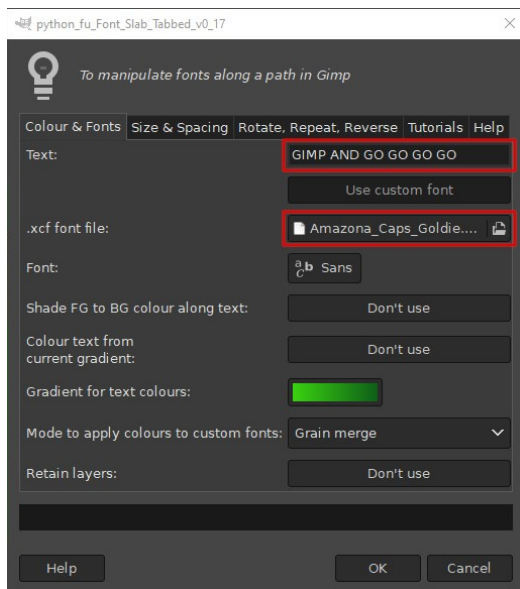 python_fu_Font_Slab_Tabbed_v0_17
To manipulate fonts along a path in Gimp
Colour & Fonts Size & Spacing Rotate, Repeat, Reverse Tutorials Help
Text: GIMP AND GO GO GO GO
Use custom font
.xcf font file: Amazona_Caps_Goldie....
Font: Sans
Shade FG to BG colour along text: Don't use
Colour text from
current gradient: Don't use
Gradient for text colours:
Mode to apply colours to custom fonts: Grain merge
Retain layers: Don't use
Help OK Cancel